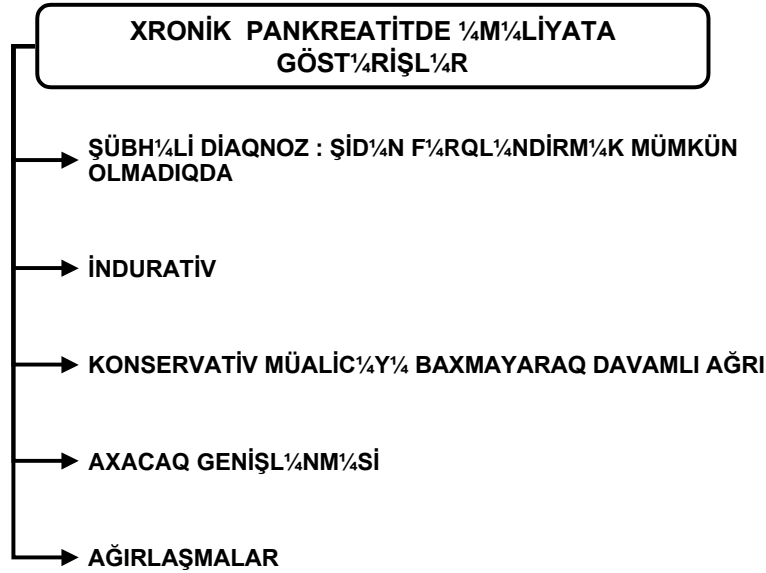 XRONİK PANKREATİTDE ¼M¼LİYATA
GÖST¼RİŞL¼R
ŞÜBH¼Lİ DİAQNOZ : ŞİD¼N F¼RQL¼NDİRM¼K MÜMKÜN
OLMADIQDA
İNDURATİV
KONSERVATİV MÜALİC¼Y¼ BAXMAYARAQ DAVAMLI AĞRI
AXACAQ GENİŞL¼NM¼Sİ
AĞIRLAŞMALAR